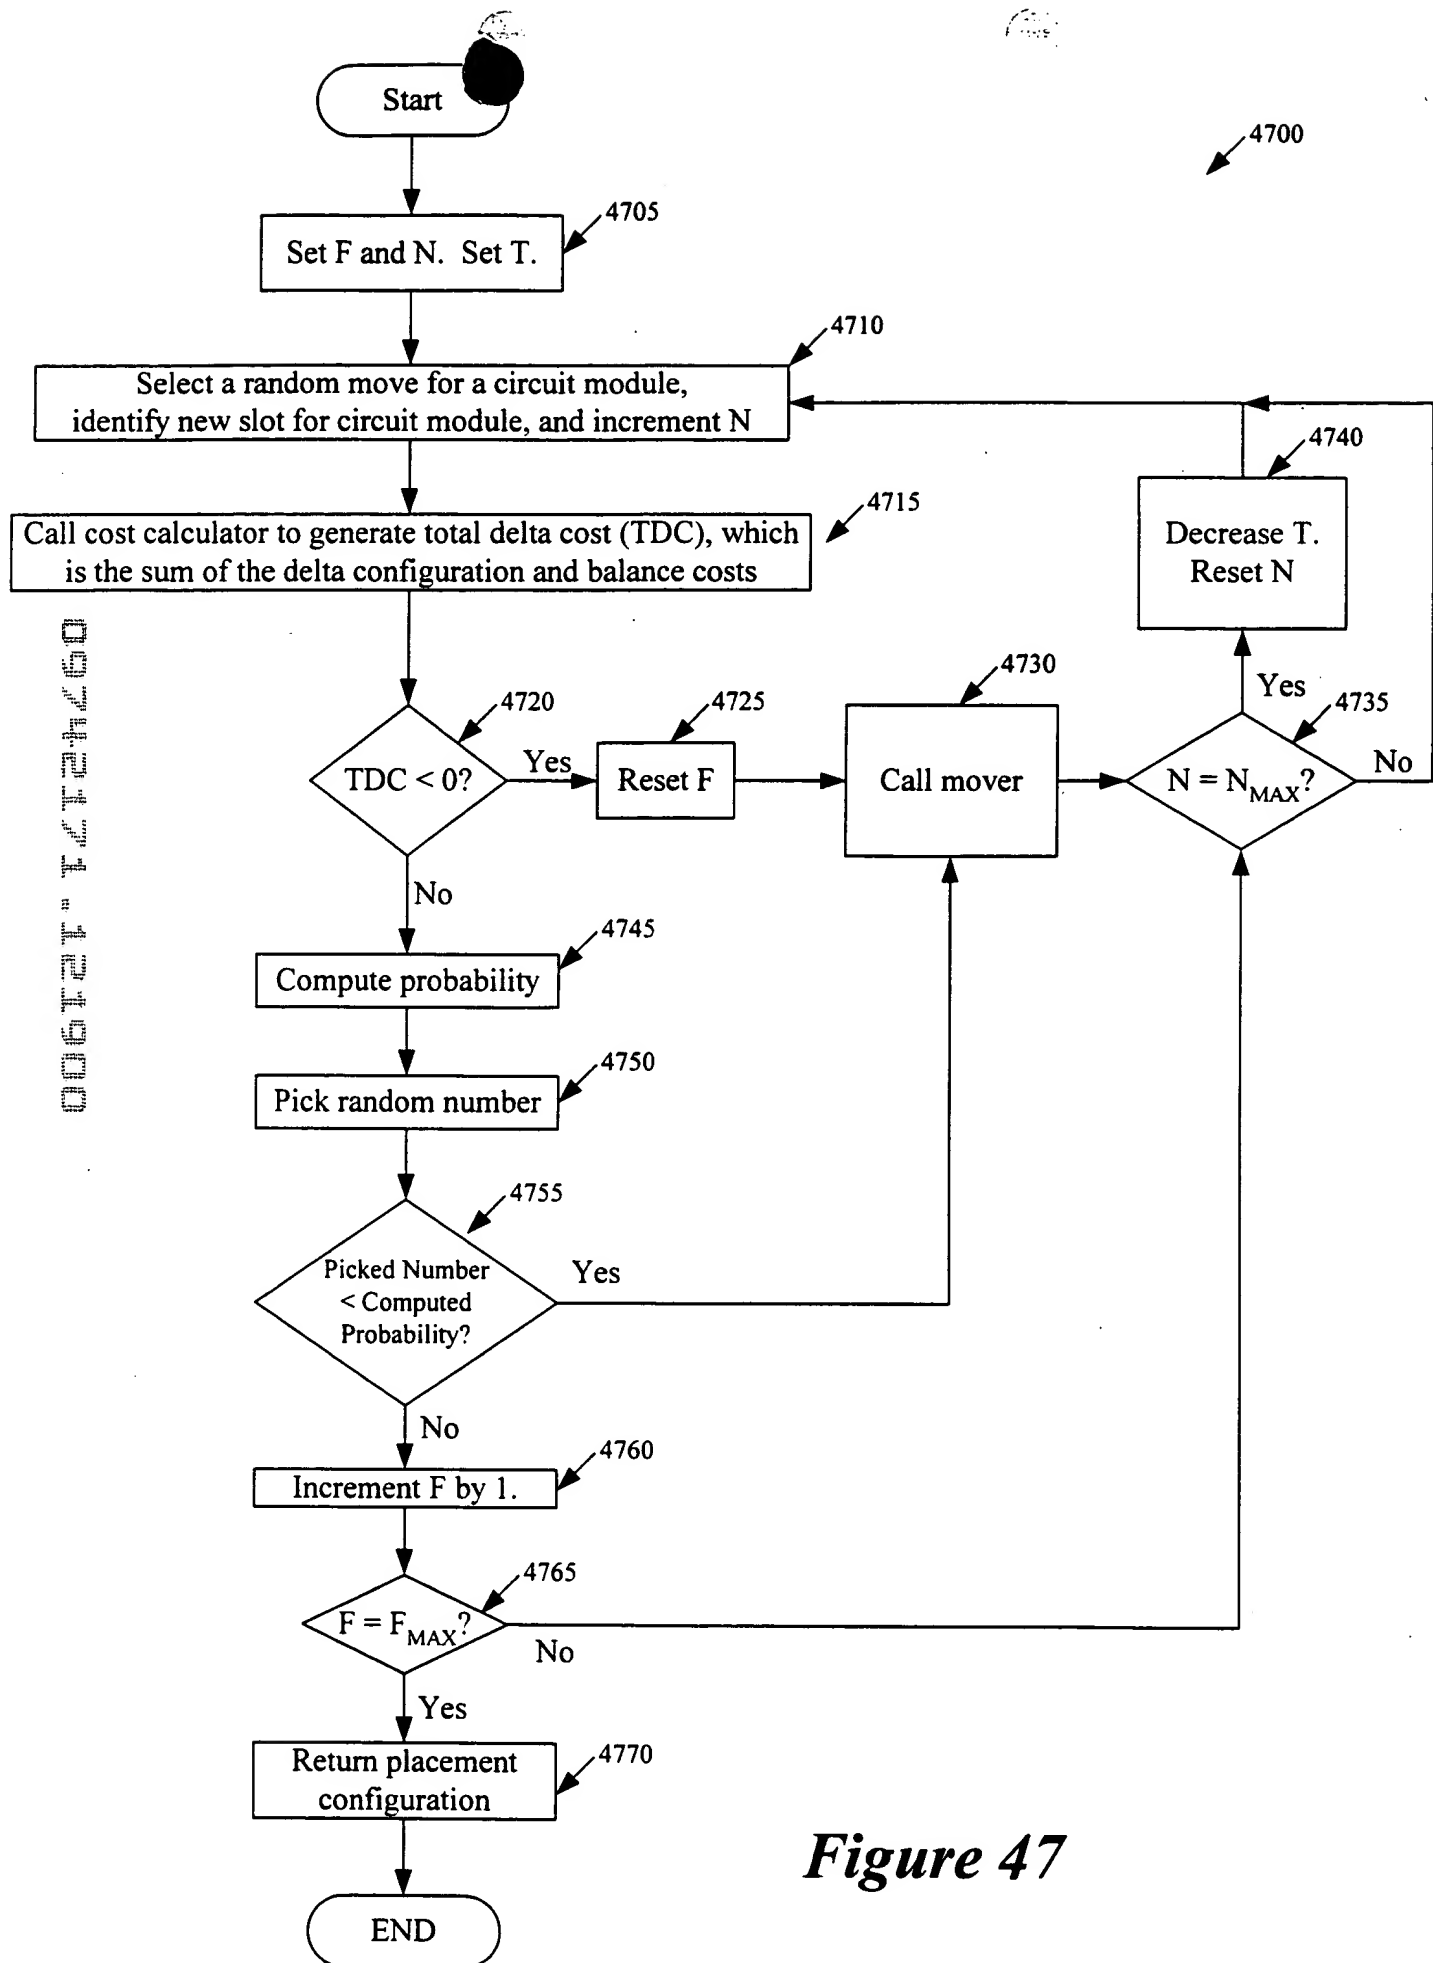 Start
4700
4705
Set F and N. Set T.
4710
Select a random move for a circuit module,
identify new slot for circuit module, and increment N
4740
Decrease T.
Reset N
4715
Call cost calculator to generate total delta cost (TDC), which
is the sum of the delta configuration and balance costs
4720
TDC < 0?
Yes
4725
Reset F
4730
Call mover
Yes
4735
N = NMAX?
No
No
4745
Compute probability
4750
Pick random number
4755
Picked Number
< Computed
Probability?
Yes
No
4760
Increment F by 1.
4765
F = FMAX?
No
Yes
4770
Return placement
configuration
END
Figure 47
09742171.121900